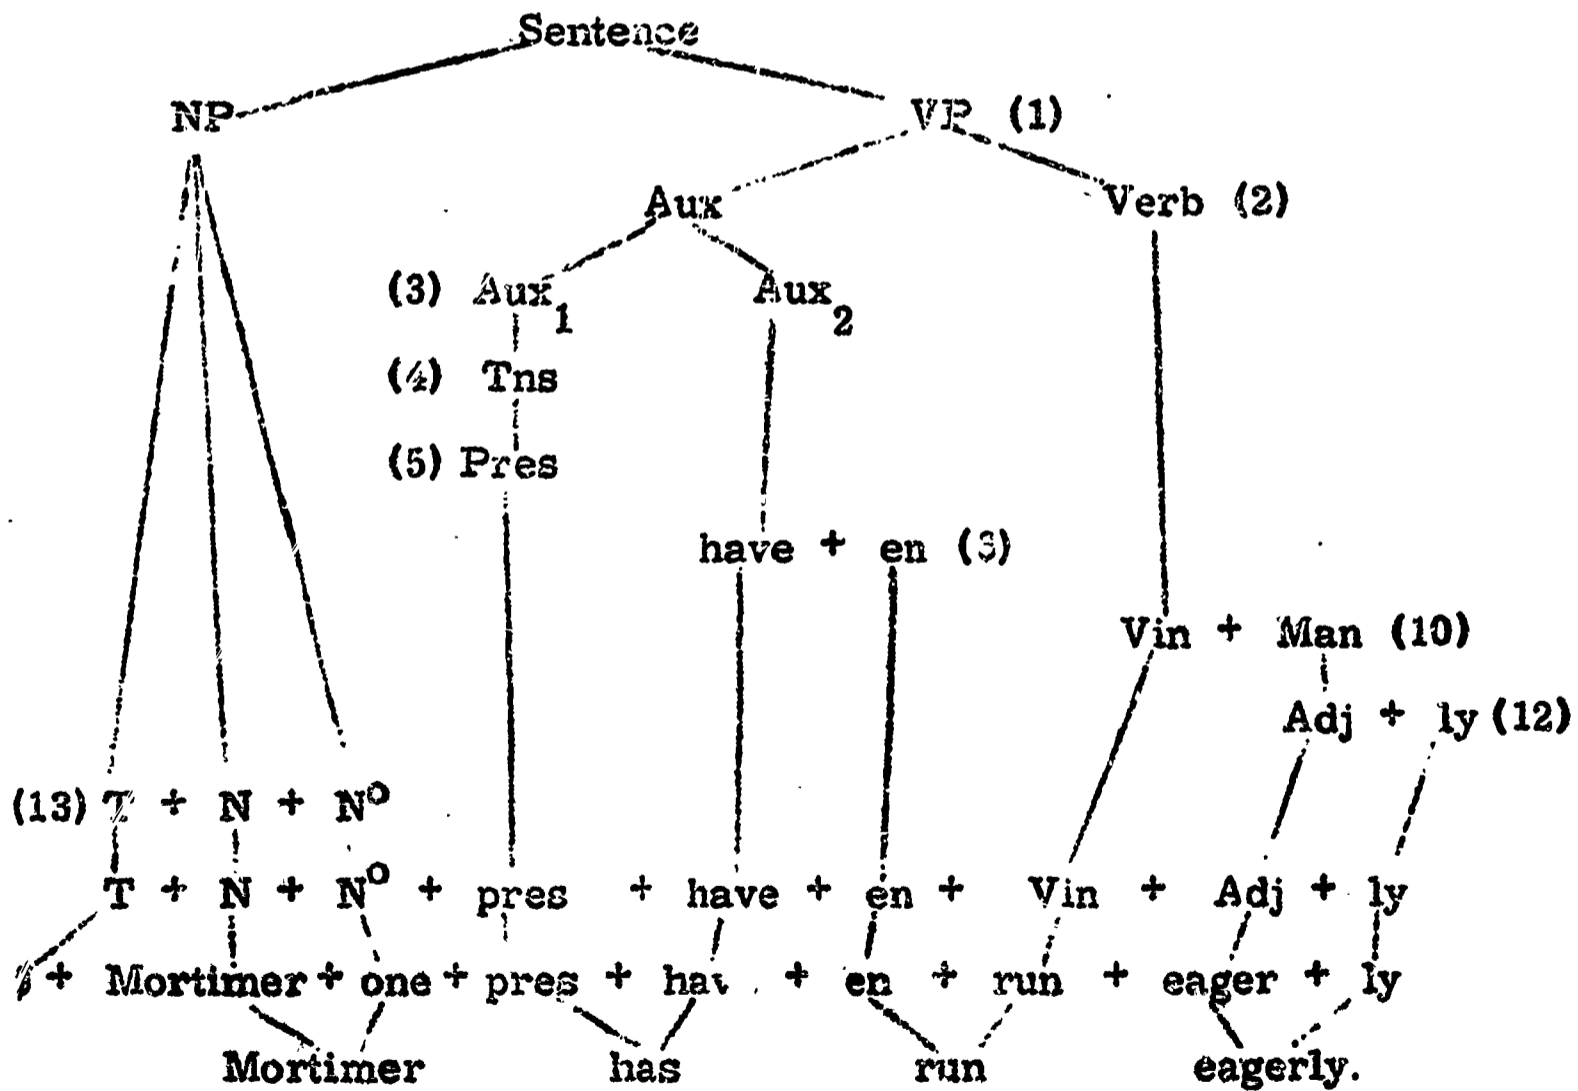 Sentence
NP VP (1)
Aux Verb (2)
(3) Aux₁ Aux₂
(4) Tns
(5) Pres
have + en
Vin + Man (10)
Adj + ly (12)
(13) T + N + Nᴼ
T + N + Nᴼ + pres + have + en + Vin + Adj + ly
+ Mortimer + one + pres + hav + en + run + eager + ly
Mortimer has run eagerly.